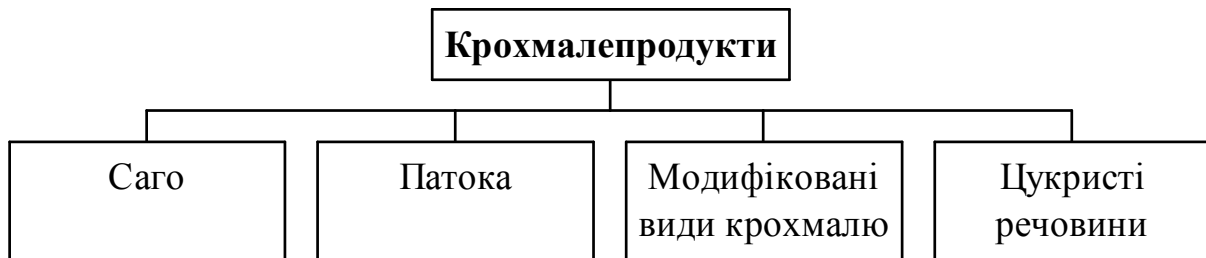 Крохмалепродукти
Саго
Патока
Модифіковані
види крохмалю
Цукристі
речовини